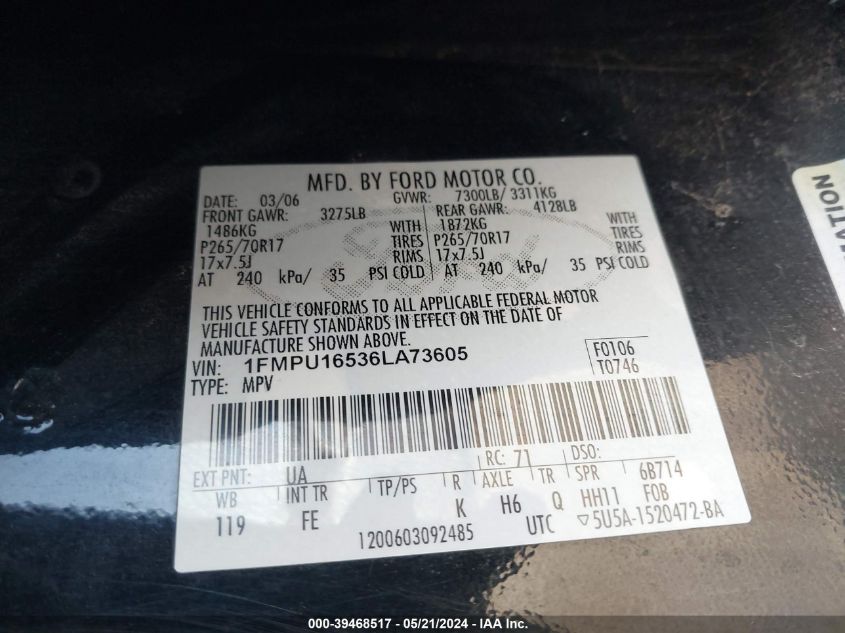 MFD. BY FORD MOTOR CO.
DATE: 03/06 GVWR: 7300LB/ 3311KG
FRONT GAWR: 3275LB REAR GAWR: 4128LB
1486KG WITH 1872KG WITH
P265/70R17 TIRES P265/70R17 TIRES
17x7.5J RIMS 17x7.5J RIMS
AT 240 kPa/ 35 PSI COLD AT 240 kPa/ 35 PSI COLD
THIS VEHICLE CONFORMS TO ALL APPLICABLE FEDERAL MOTOR
VEHICLE SAFETY STANDARDS IN EFFECT ON THE DATE OF
MANUFACTURE SHOWN ABOVE.
VIN: 1FMPU16536LA73605 F0106
TYPE: MPV T0746
EXT PNT: UA RC: 71 DSO:
WB INT TR TP/PS R AXLE TR SPR 6B714
119 FE K H6 Q HH11 FOB
1200603092485 UTC ▽5U5A-1520472-BA
000-39468517 - 05/21/2024 - IAA Inc.